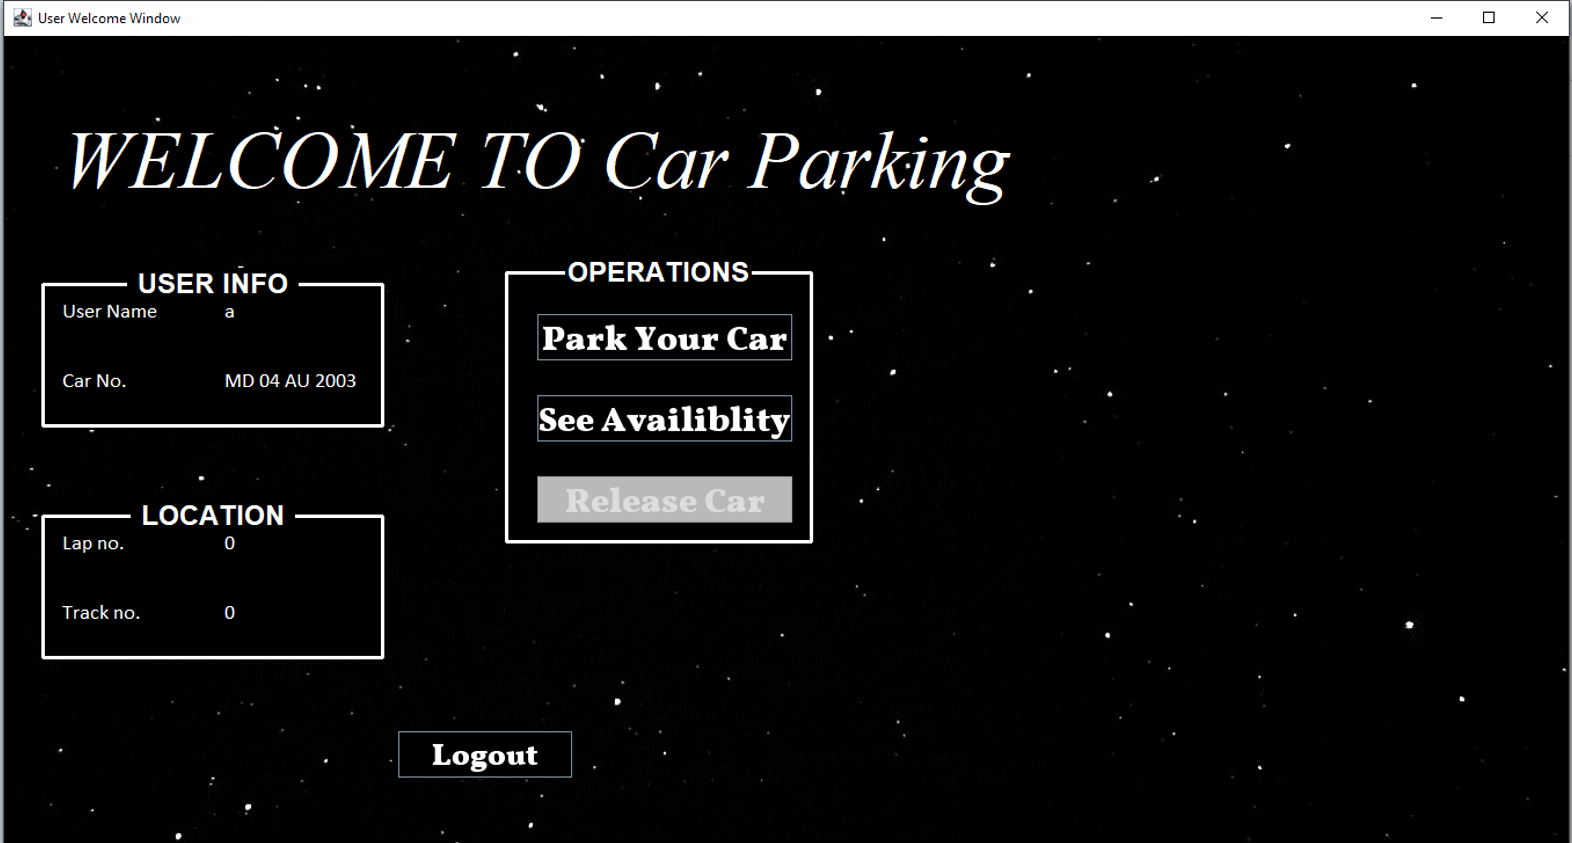 User Welcome Window
WELCOME TO Car Parking
USER INFO
User Name a
Car No. MD 04 AU 2003
OPERATIONS
Park Your Car
See Availiblity
Release Car
LOCATION
Lap no. 0
Track no. 0
Logout